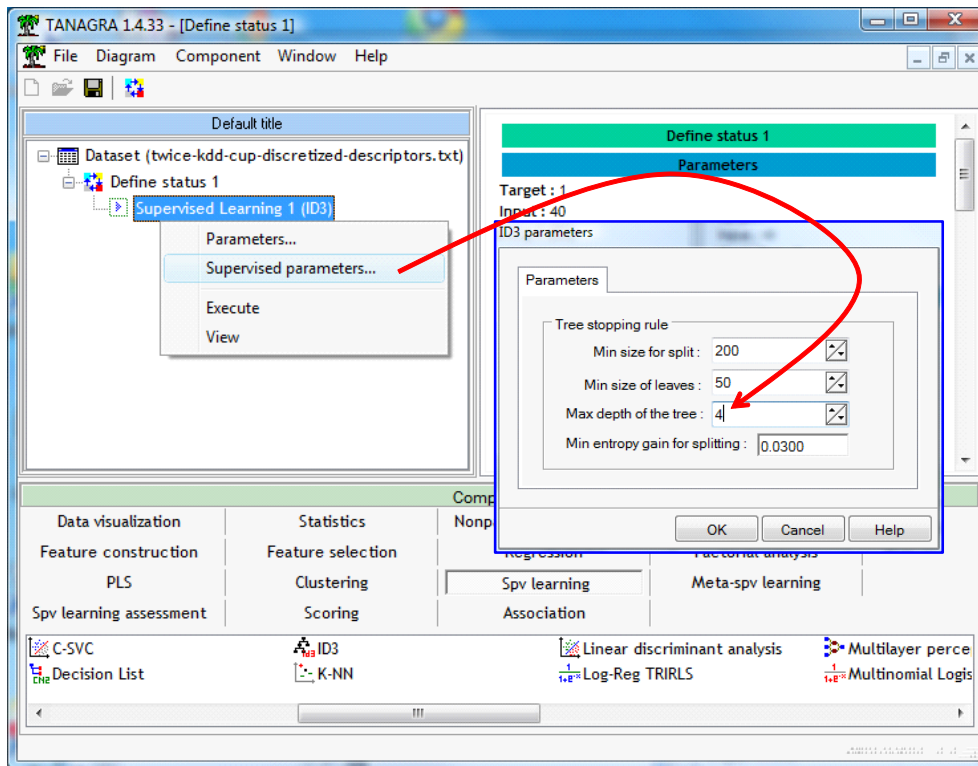 TANAGRA 1.4.33 - [Define status 1]
File Diagram Component Window Help
Default title
Dataset (twice-kdd-cup-discretized-descriptors.txt)
Define status 1
Supervised Learning 1 (ID3)
Parameters...
Supervised parameters...
Execute
View
Define status 1
Parameters
Target : 1
Input : 40
ID3 parameters
Parameters
Tree stopping rule
Min size for split : 200
Min size of leaves : 50
Max depth of the tree : 4
Min entropy gain for splitting : 0.0300
OK Cancel Help
Data visualization Statistics
Feature construction Feature selection Regression Factorial analysis
PLS Clustering Spv learning Meta-spv learning
Spv learning assessment Scoring Association
C-SVC ID3 Linear discriminant analysis Multilayer perce
Decision List K-NN Log-Reg TRIRLS Multinomial Logis